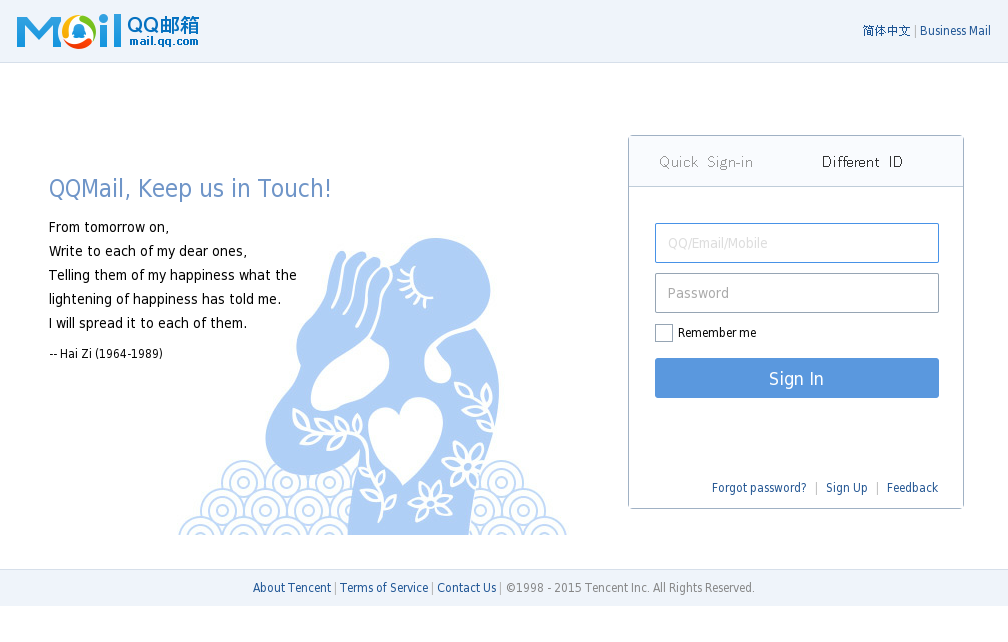 Mail QQ邮箱
mail.qq.com
简体中文 | Business Mail
Quick Sign-in
Different ID
QQMail, Keep us in Touch!
From tomorrow on,
Write to each of my dear ones,
Telling them of my happiness what the
lightening of happiness has told me.
I will spread it to each of them.
-- Hai Zi (1964-1989)
QQ/Email/Mobile
Password
Remember me
Sign In
Forgot password? | Sign Up | Feedback
About Tencent | Terms of Service | Contact Us | ©1998 - 2015 Tencent Inc. All Rights Reserved.